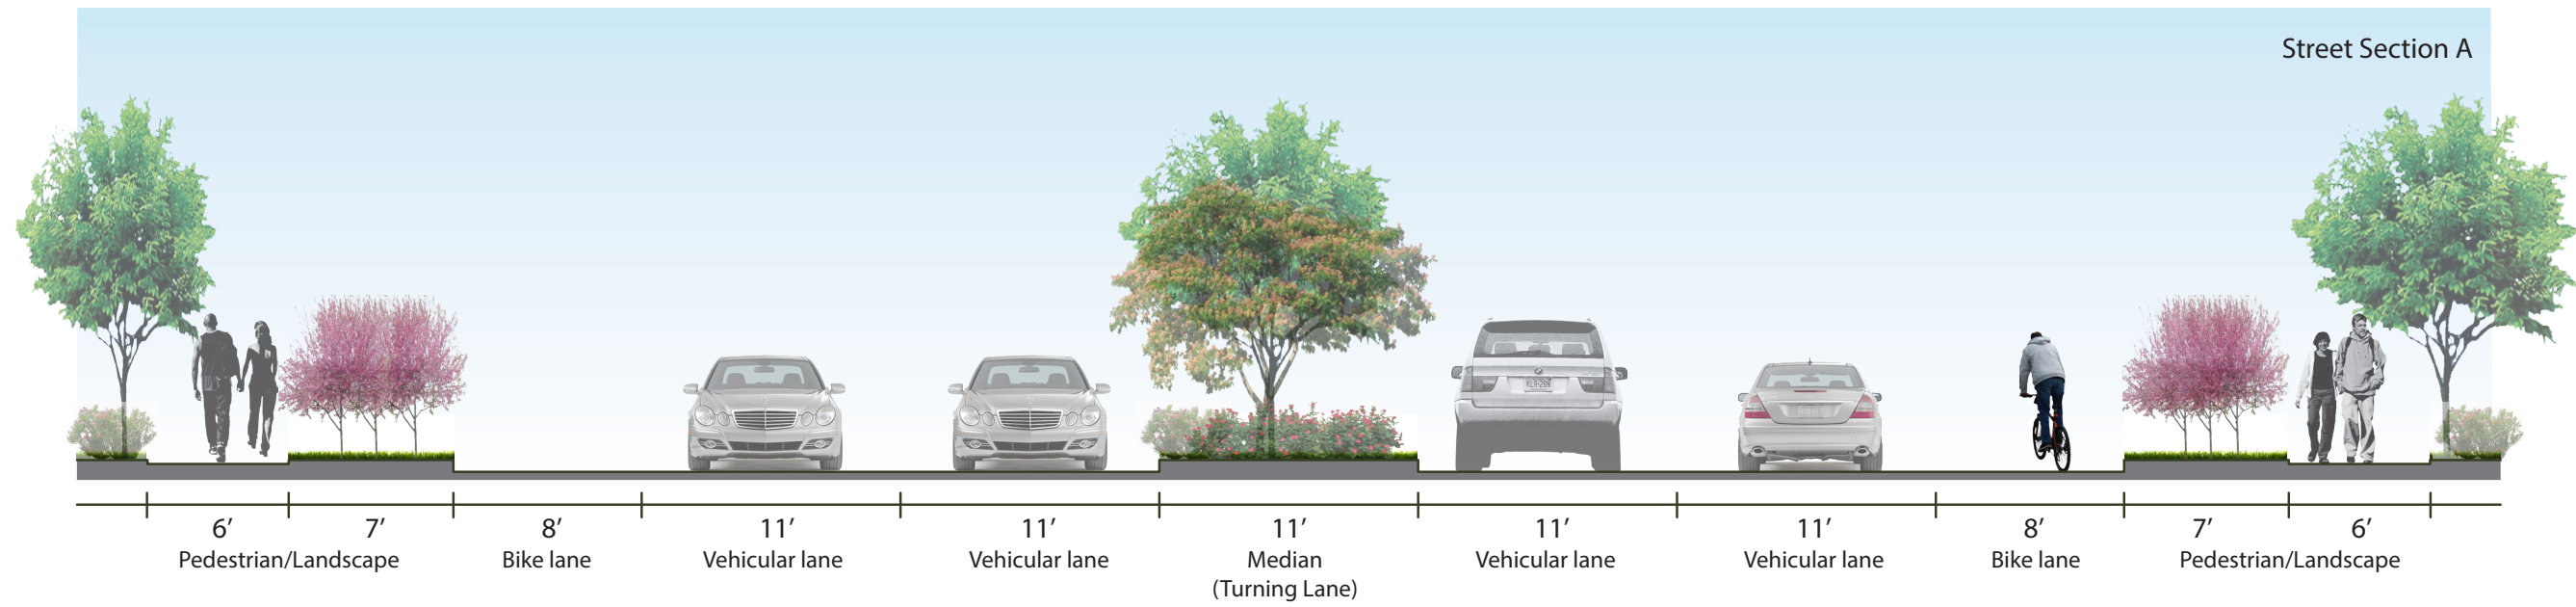 Street Section A
6’ 7’ 8’ 11’ 11’ 11’ 11’ 11’ 8’ 7’ 6’
Pedestrian/Landscape Bike lane Vehicular lane Vehicular lane Median Vehicular lane Vehicular lane Bike lane Pedestrian/Landscape
(Turning Lane)